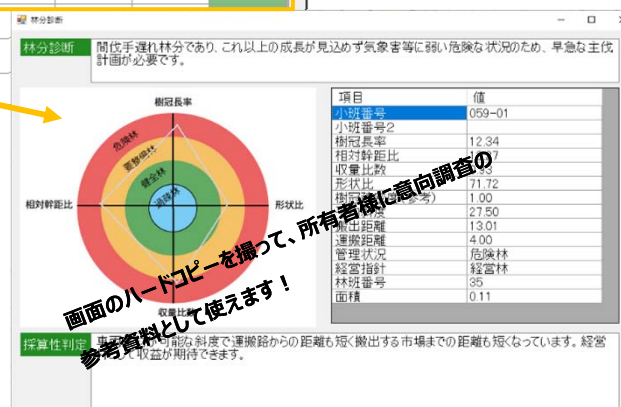 林分診断
林分診断
間伐手遅れ林分であり、これ以上の成長が見込めず気象害等に弱い危険な状況のため、早急な主伐
計画が必要です。
樹冠長率
危険林
要整備林
健全林
過疎林
相対幹距比
形状比
収量比数
項目 値
小班番号 059-01
小班番号2
樹冠長率 12.34
相対幹距比
収量比数
形状比 71.72
1.00
27.50
搬出距離 13.01
運搬距離 4.00
管理状況 危険林
経営指針 経営林
林班番号 35
面積 0.11
画面のハードコピーを撮って、所有者様に意向調査の
参考資料として使えます！
採算性判定
可能な斜度で運搬路からの距離も短く搬出する市場までの距離も短くなっています。経営
して収益が期待できます。